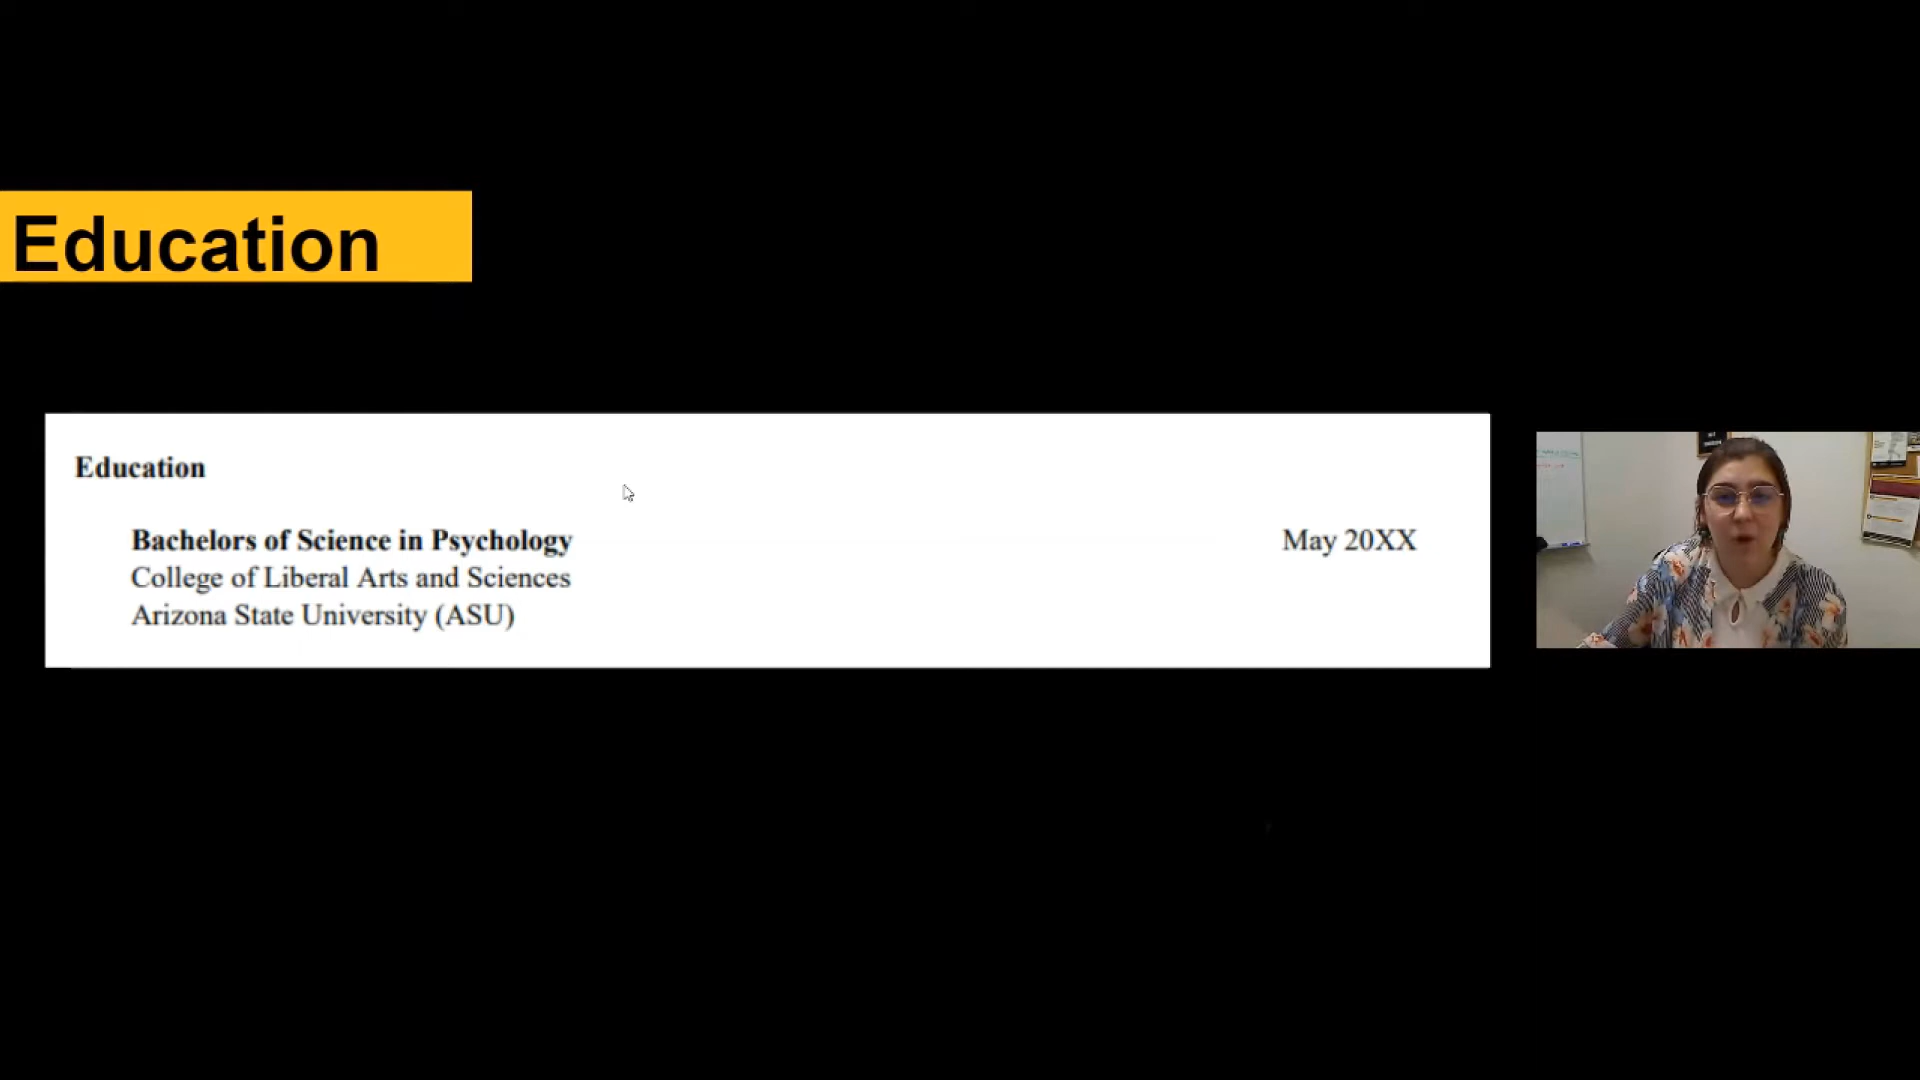 Education
Education
Bachelors of Science in Psychology
May 20XX
College of Liberal Arts and Sciences
Arizona State University (ASU)